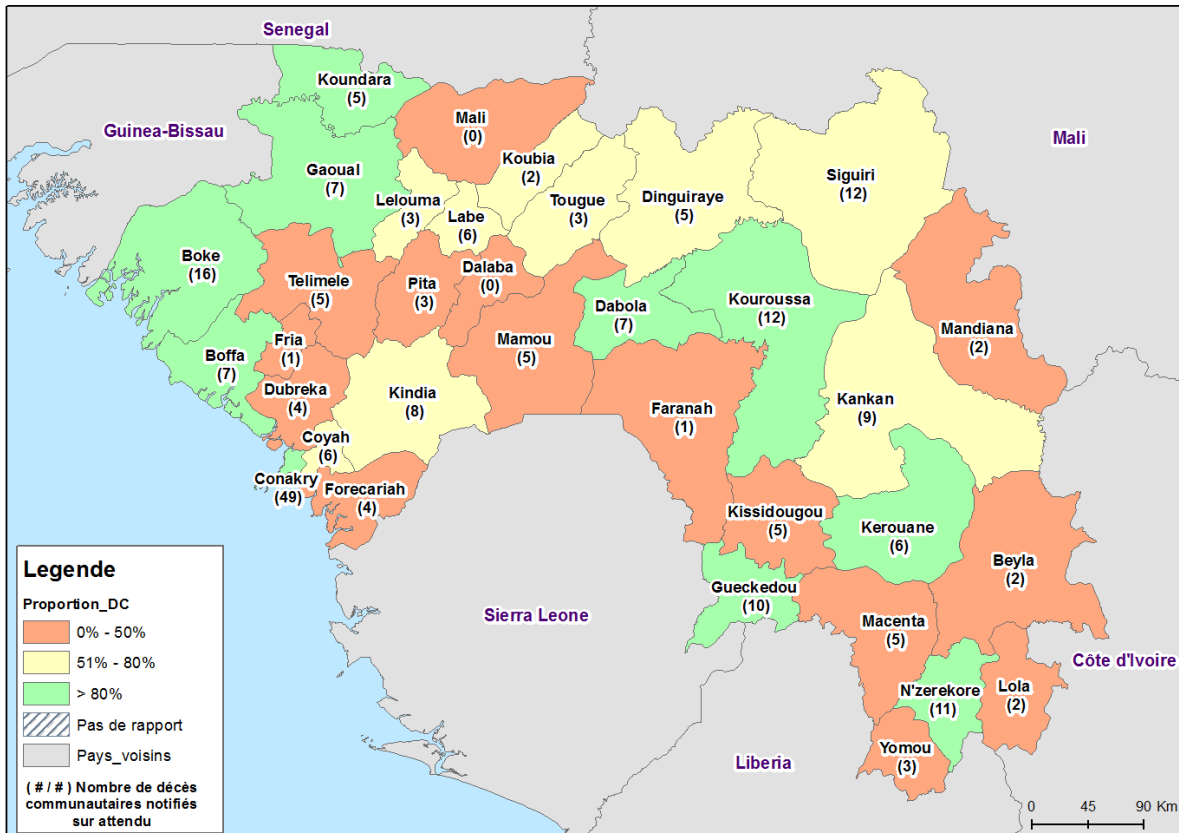 Senegal
Koundara
(5)
Guinea-Bissau
Mali
(0)
Mali
Koubia
(2)
Gaoual
(7)
Siguiri
(12)
Lelouma
(3)
Tougue
(3)
Dinguiraye
(5)
Labe
(6)
Boke
(16)
Telimele
(5)
Pita
(3)
Dalaba
(0)
Dabola
(7)
Kouroussa
(12)
Mandiana
(2)
Fria
(1)
Mamou
(5)
Boffa
(7)
Dubreka
(4)
Kindia
(8)
Faranah
(1)
Kankan
(9)
Coyah
(6)
Conakry
(49)
Forecariah
(4)
Kissidougou
(5)
Kerouane
(6)
Beyla
(2)
Gueckedou
(10)
Sierra Leone
Macenta
(5)
Côte d'Ivoire
N'zerekore
(11)
Lola
(2)
Yomou
(3)
Liberia
Legende
Proportion_DC
0% - 50%
51% - 80%
> 80%
Pas de rapport
Pays_voisins
( # / # ) Nombre de décès
communautaires notifiés
sur attendu
0 45 90 Km